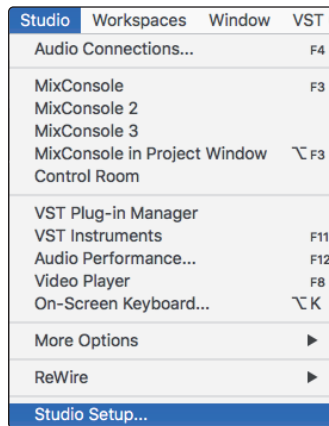 Studio Workspaces Window VST
Audio Connections... F4
MixConsole F3
MixConsole 2
MixConsole 3
MixConsole in Project Window ⌥ F3
Control Room
VST Plug-in Manager
VST Instruments F11
Audio Performance... F12
Video Player F8
On-Screen Keyboard... ⌥ K
More Options ▶
ReWire ▶
Studio Setup...